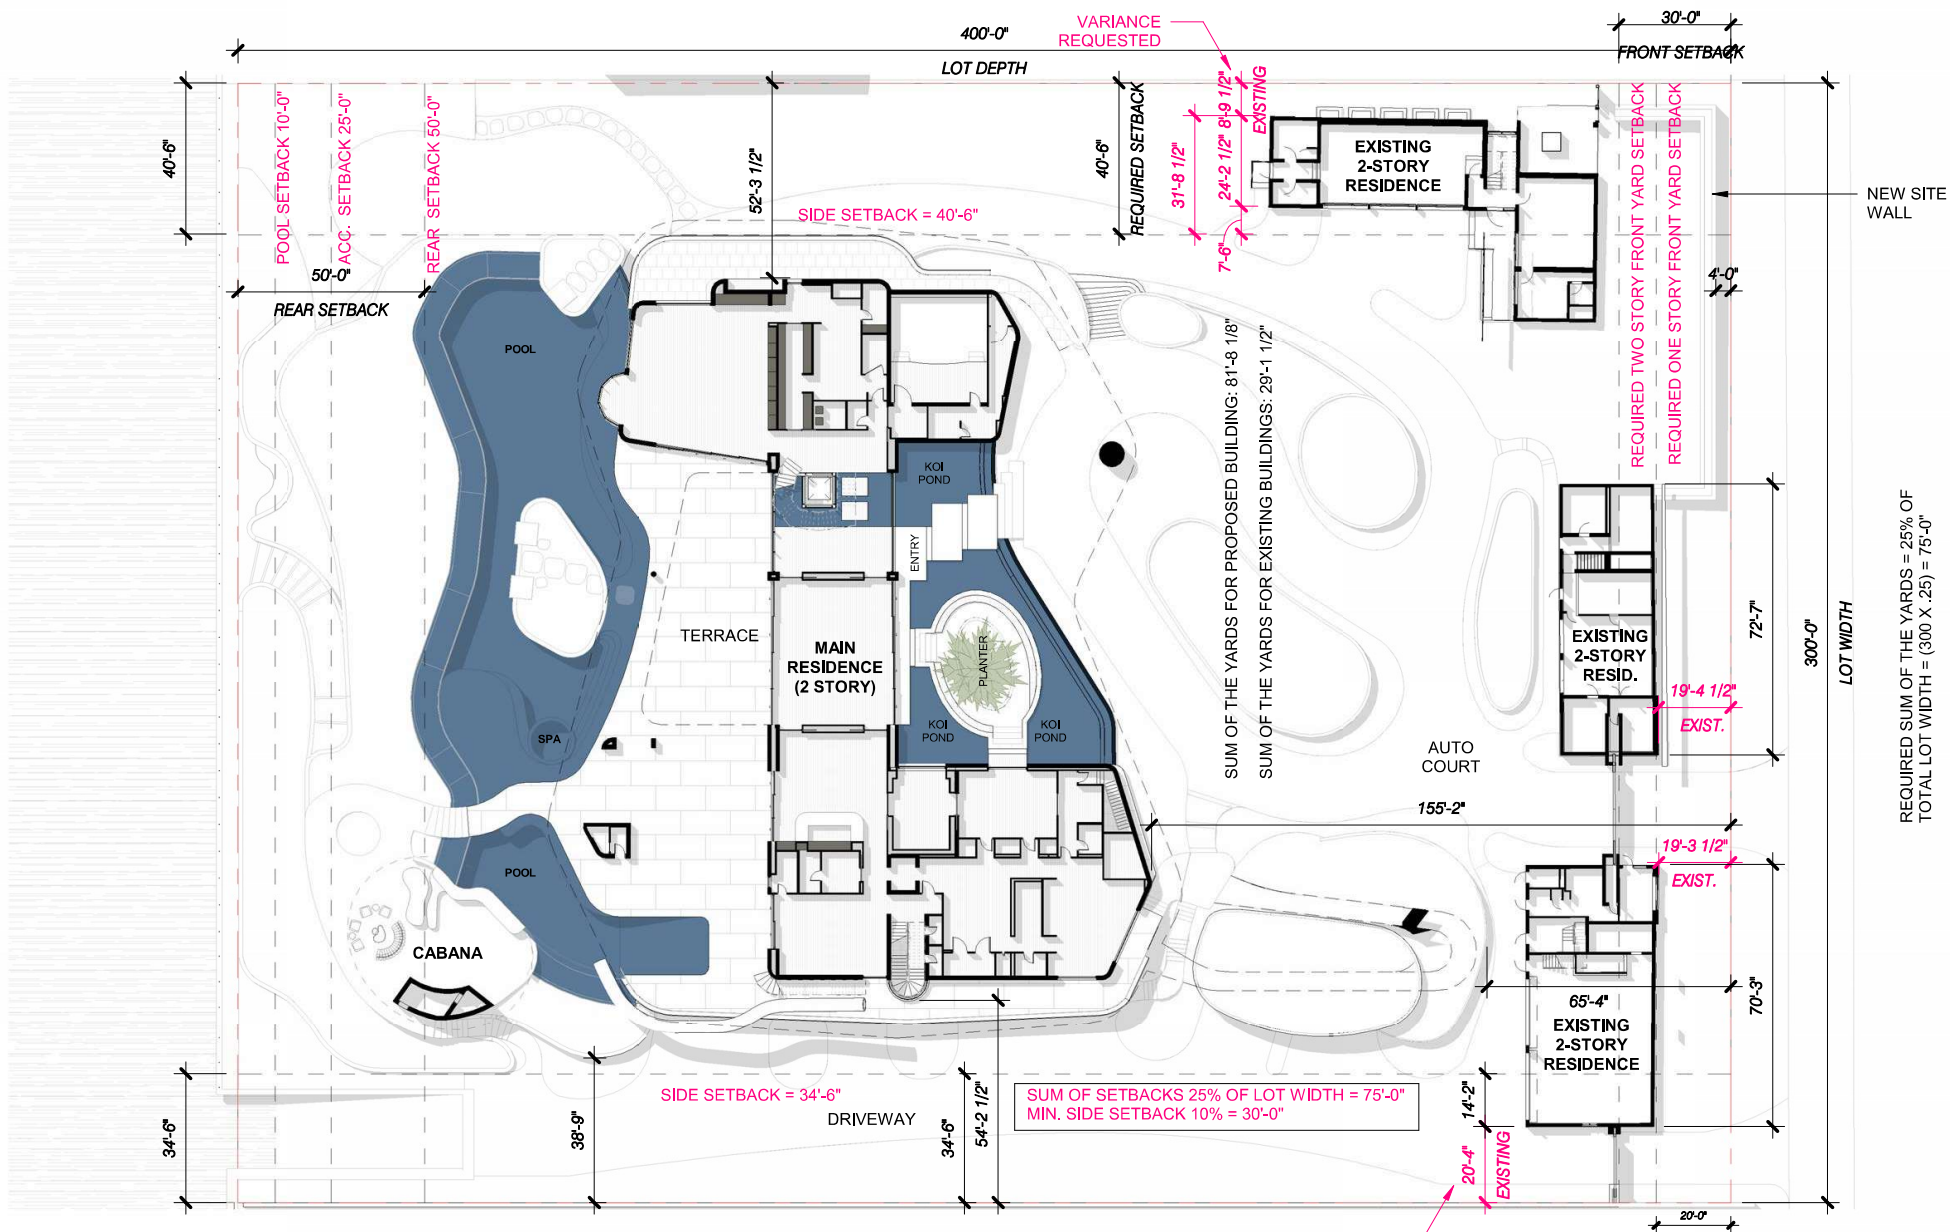 VARIANCE
REQUESTED
30'-0"
FRONT SETBACK
400'-0"
LOT DEPTH
40'-6"
POOL SETBACK 10'-0"
ACC. SETBACK 25'-0"
REAR SETBACK 50'-0"
50'-0"
REAR SETBACK
52'-3 1/2"
SIDE SETBACK = 40'-6"
40'-6"
REQUIRED SETBACK
31'-8 1/2"
8'-9 1/2"
24'-2 1/2"
7'-6"
EXISTING
EXISTING
2-STORY
RESIDENCE
REQUIRED TWO STORY FRONT YARD SETBACK
REQUIRED ONE STORY FRONT YARD SETBACK
NEW SITE
WALL
4'-0"
POOL
KOI
POND
ENTRY
SUM OF THE YARDS FOR PROPOSED BUILDING: 81'-8 1/8"
SUM OF THE YARDS FOR EXISTING BUILDINGS: 29'-1 1/2"
TERRACE
MAIN
RESIDENCE
(2 STORY)
PLANTER
KOI
POND
KOI
POND
SPA
EXISTING
2-STORY
RESID.
72'-7"
300'-0"
LOT WIDTH
REQUIRED SUM OF THE YARDS = 25% OF
TOTAL LOT WIDTH = (300 X .25) = 75'-0"
19'-4 1/2"
EXIST.
AUTO
COURT
155'-2"
19'-3 1/2"
EXIST.
POOL
CABANA
65'-4"
EXISTING
2-STORY
RESIDENCE
70'-3"
34'-6"
38'-9"
SIDE SETBACK = 34'-6"
DRIVEWAY
34'-6"
54'-2 1/2"
SUM OF SETBACKS 25% OF LOT WIDTH = 75'-0"
MIN. SIDE SETBACK 10% = 30'-0"
14'-2"
20'-4"
EXISTING
20'-0"